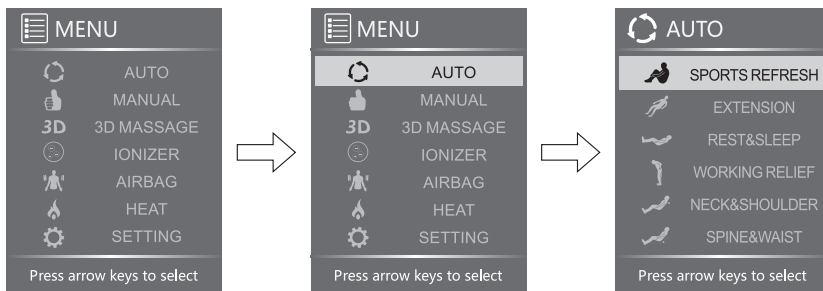 MENU
AUTO
MANUAL
3D 3D MASSAGE
IONIZER
AIRBAG
HEAT
SETTING
Press arrow keys to select
MENU
AUTO
MANUAL
3D 3D MASSAGE
IONIZER
AIRBAG
HEAT
SETTING
Press arrow keys to select
AUTO
SPORTS REFRESH
EXTENSION
REST&SLEEP
WORKING RELIEF
NECK&SHOULDER
SPINE&WAIST
Press arrow keys to select